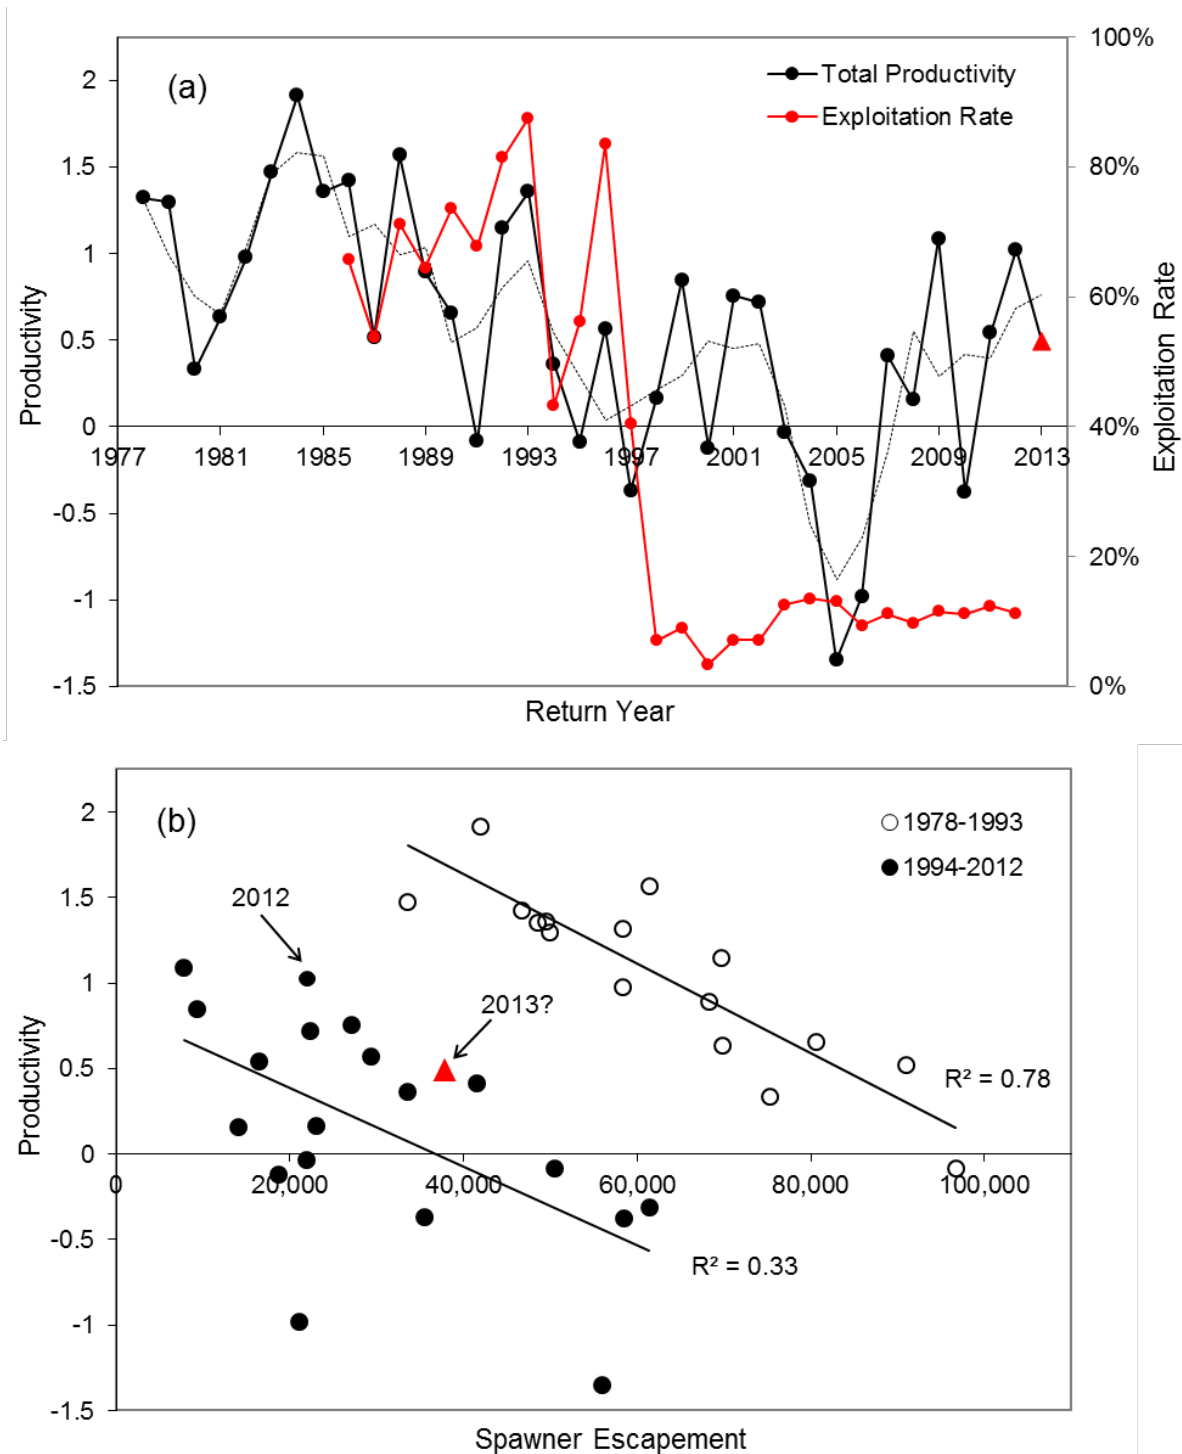 (a)
Total Productivity
Exploitation Rate
2
1.5
1
0.5
0
-0.5
-1
-1.5
Productivity
100%
80%
60%
40%
20%
0%
Exploitation Rate
1977 1981 1985 1989 1993 1997 2001 2005 2009 2013
Return Year
(b)
1978-1993
1994-2012
2012
2013?
R² = 0.78
R² = 0.33
2
1.5
1
0.5
0
-0.5
-1
-1.5
Productivity
0 20,000 40,000 60,000 80,000 100,000
Spawner Escapement